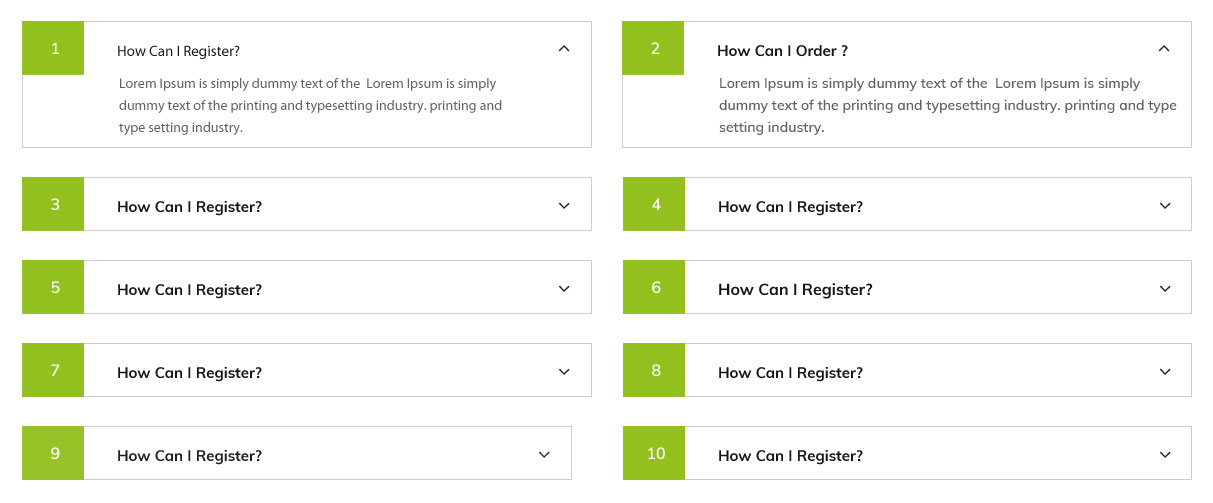 1
How Can I Register?
Lorem Ipsum is simply dummy text of the  Lorem Ipsum is simply
dummy text of the printing and typesetting industry. printing and
type setting industry.
2
How Can I Order ?
Lorem Ipsum is simply dummy text of the  Lorem Ipsum is simply
dummy text of the printing and typesetting industry. printing and type
setting industry.
3
How Can I Register?
4
How Can I Register?
5
How Can I Register?
6
How Can I Register?
7
How Can I Register?
8
How Can I Register?
9
How Can I Register?
10
How Can I Register?